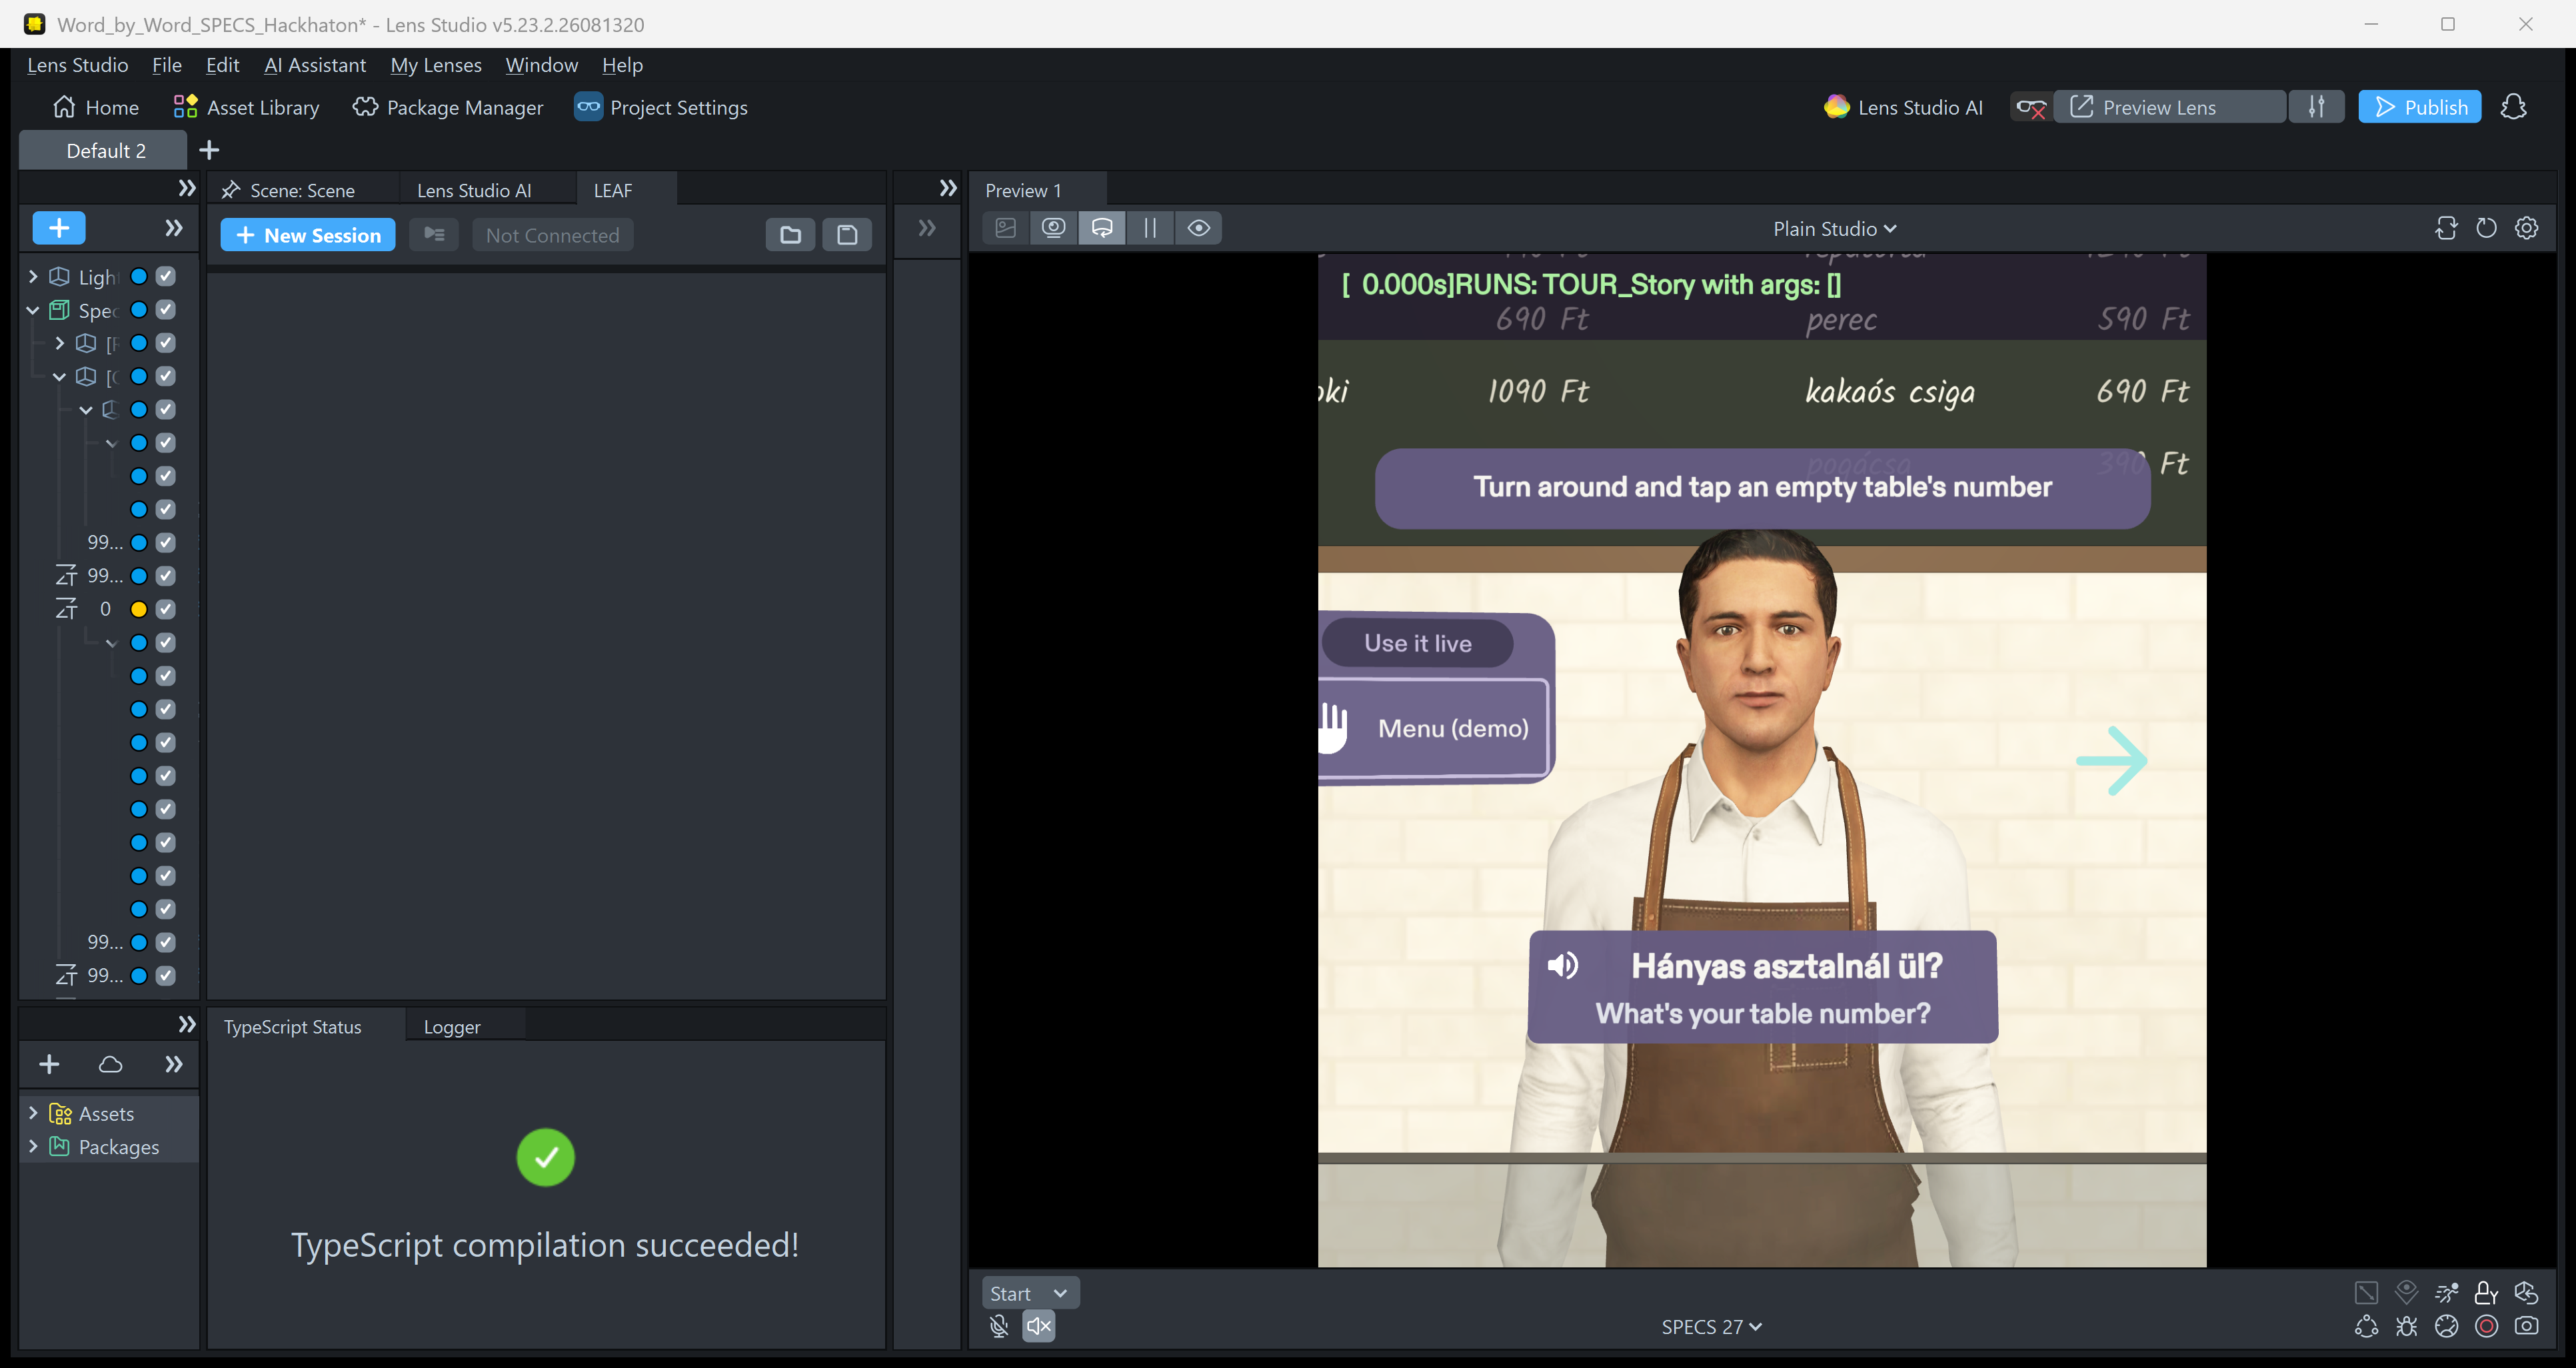 Word_by_Word_SPECS_Hackhaton* - Lens Studio v5.23.2.26081320
Lens Studio File Edit AI Assistant My Lenses Window Help
Home Asset Library Package Manager Project Settings
Lens Studio AI Preview Lens Publish
Default 2
Scene: Scene Lens Studio AI LEAF
Preview 1
New Session Not Connected
Plain Studio
Ligh
Spec
99...
99...
0
99...
99...
[ 0.000s]RUNS: TOUR_Story with args: []
690 Ft perec 590 Ft
oki 1090 Ft kakaós csiga 690 Ft
pogácsa 390 Ft
Turn around and tap an empty table's number
Use it live
Menu (demo)
Hányas asztalnál ül?
What's your table number?
TypeScript Status Logger
Assets
Packages
TypeScript compilation succeeded!
Start
SPECS 27